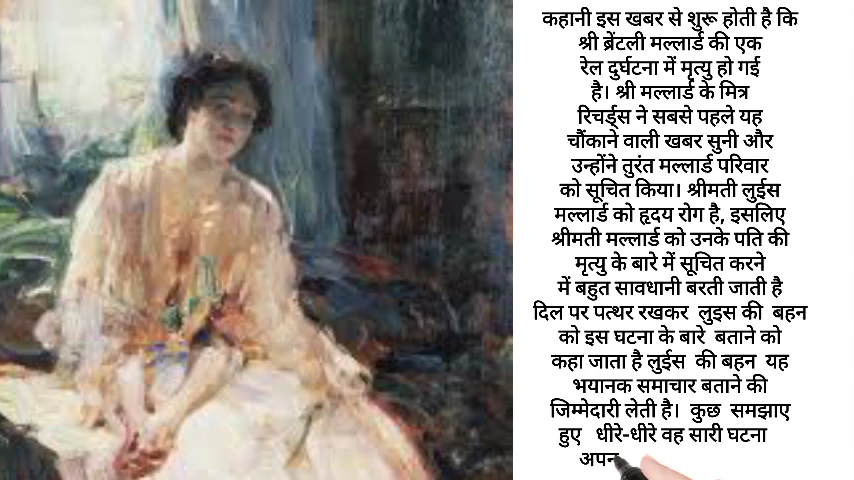 कहानी इस खबर से शुरू होती है कि
श्री ब्रेंटली मल्लार्ड की एक
रेल दुर्घटना में मृत्यु हो गई
है। श्री मल्लार्ड के मित्र
रिचर्ड्स ने सबसे पहले यह
चौंकाने वाली खबर सुनी और
उन्होंने तुरंत मल्लार्ड परिवार
को सूचित किया। श्रीमती लुईस
मल्लार्ड को हृदय रोग है, इसलिए
श्रीमती मल्लार्ड को उनके पति की
मृत्यु के बारे में सूचित करने
में बहुत सावधानी बरती जाती है
दिल पर पत्थर रखकर लुइस की बहन
को इस घटना के बारे बताने को
कहा जाता है लुईस की बहन यह
भयानक समाचार बताने की
जिम्मेदारी लेती है। कुछ समझाए
हुए धीरे-धीरे वह सारी घटना
अपन